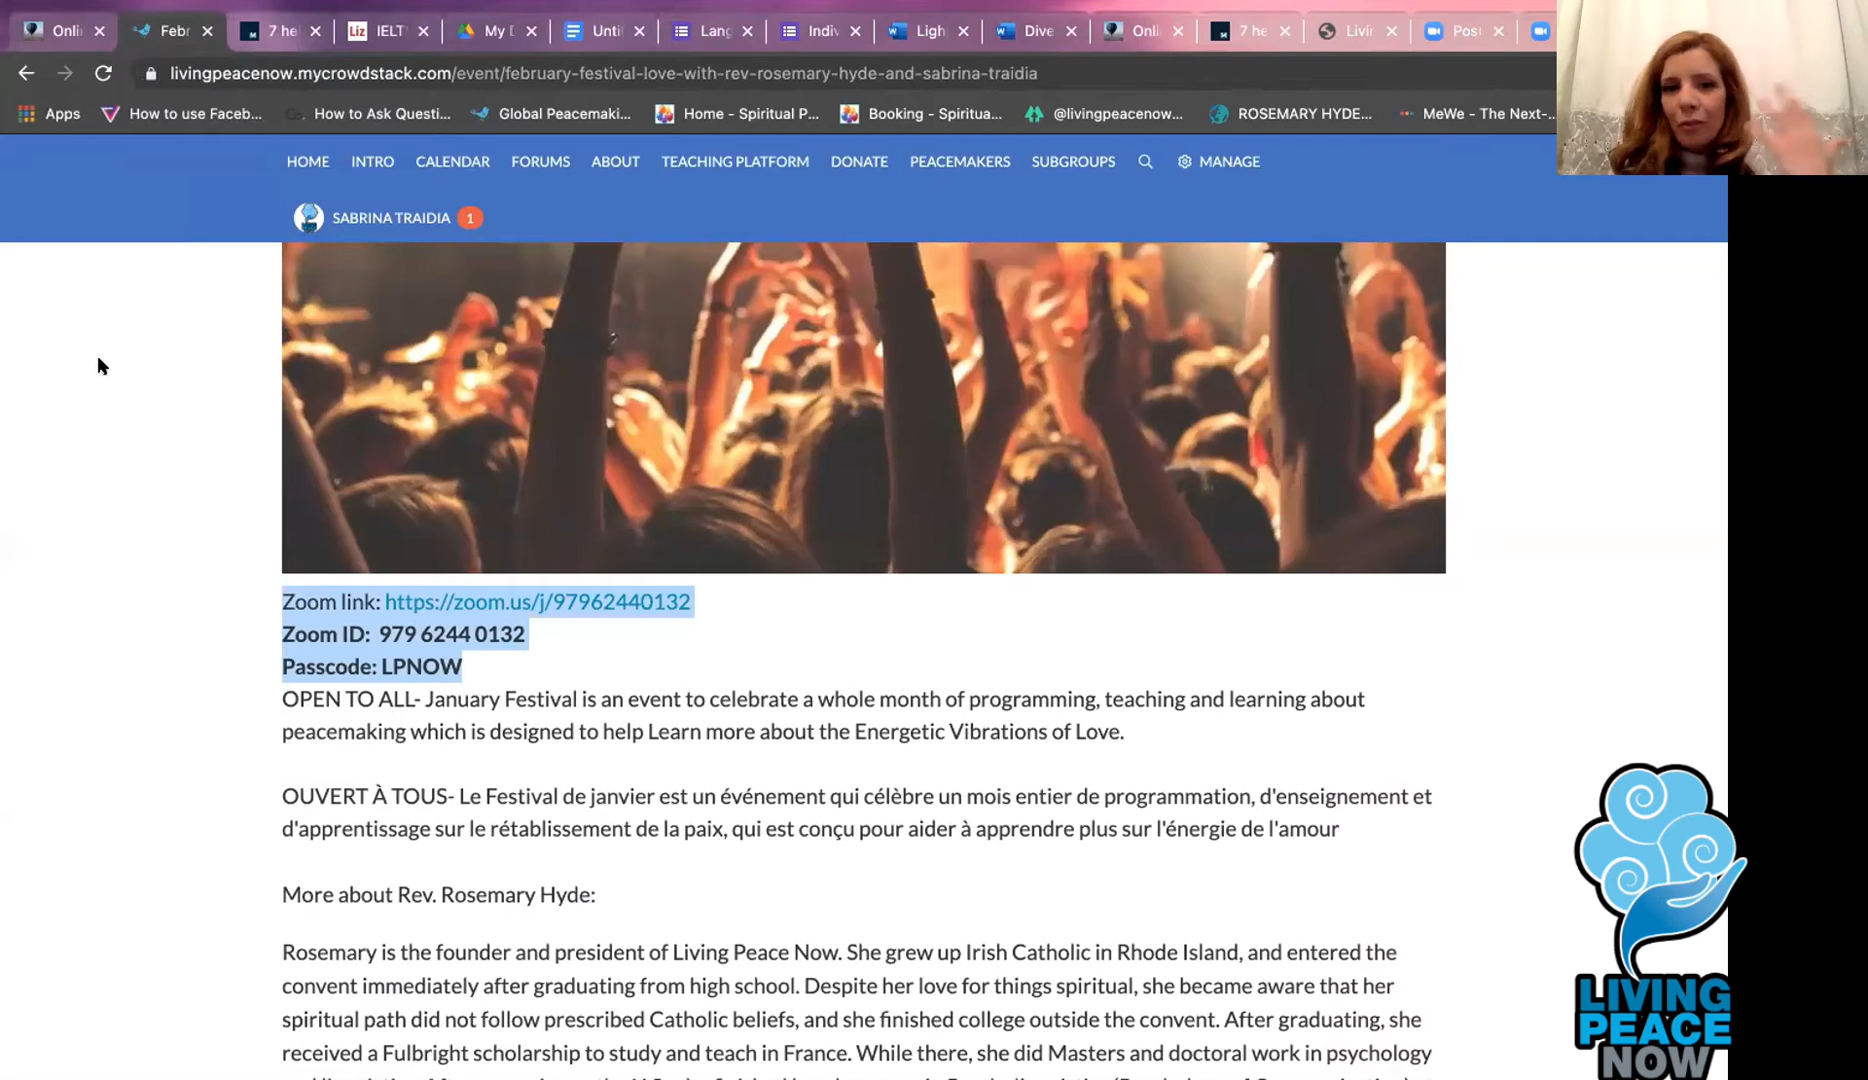 Onli
Febr
7 he
IELT
My D
Unti
Lang
Indiv
Ligh
Dive
Onli
7 he
Livin
Post
livingpeacenow.mycrowdstack.com/event/february-festival-love-with-rev-rosemary-hyde-and-sabrina-traidia
Apps
How to use Faceb...
How to Ask Questi...
Global Peacemaki...
Home - Spiritual P...
Booking - Spiritua...
@livingpeacenow...
ROSEMARY HYDE...
MeWe - The Next-...
HOME INTRO CALENDAR FORUMS ABOUT TEACHING PLATFORM DONATE PEACEMAKERS SUBGROUPS MANAGE
SABRINA TRAIDIA 1
Zoom link: https://zoom.us/j/97962440132
Zoom ID: 979 6244 0132
Passcode: LPNOW
OPEN TO ALL- January Festival is an event to celebrate a whole month of programming, teaching and learning about
peacemaking which is designed to help Learn more about the Energetic Vibrations of Love.
OUVERT À TOUS- Le Festival de janvier est un événement qui célèbre un mois entier de programmation, d'enseignement et
d'apprentissage sur le rétablissement de la paix, qui est conçu pour aider à apprendre plus sur l'énergie de l'amour
More about Rev. Rosemary Hyde:
Rosemary is the founder and president of Living Peace Now. She grew up Irish Catholic in Rhode Island, and entered the
convent immediately after graduating from high school. Despite her love for things spiritual, she became aware that her
spiritual path did not follow prescribed Catholic beliefs, and she finished college outside the convent. After graduating, she
received a Fulbright scholarship to study and teach in France. While there, she did Masters and doctoral work in psychology
LIVING
PEACE
NOW